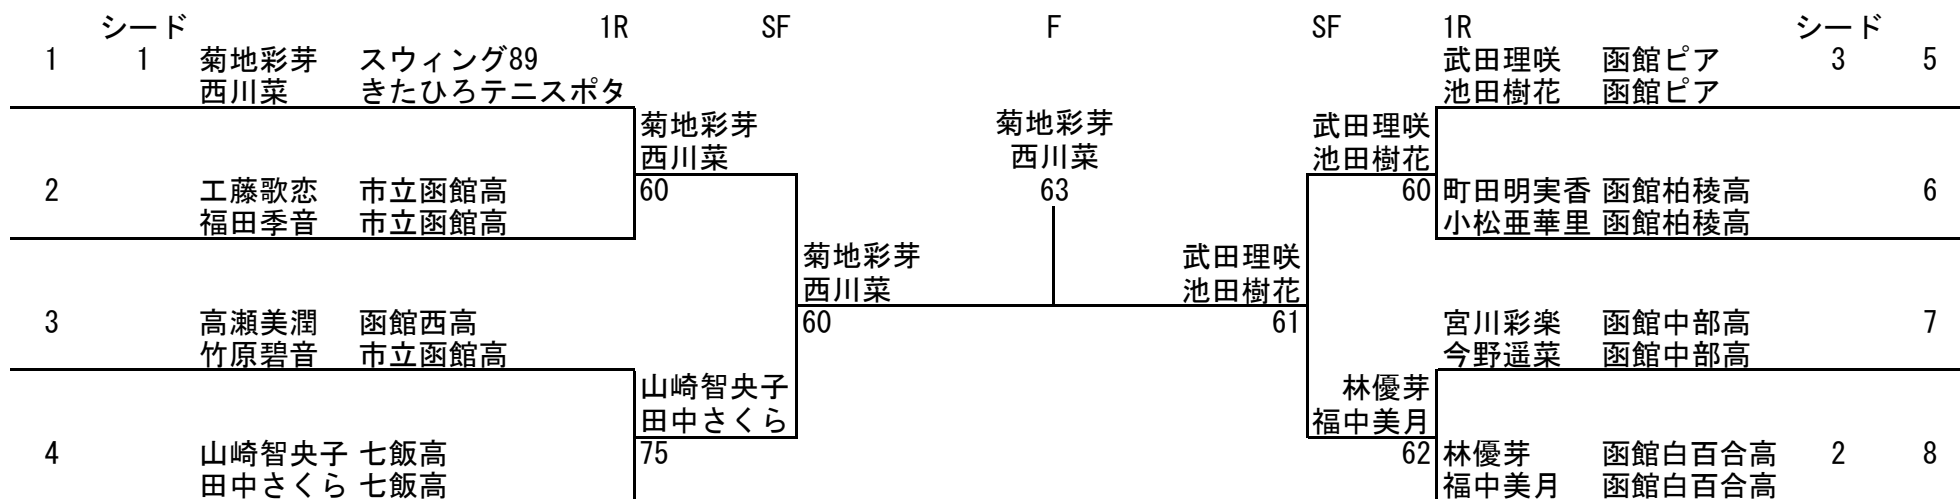 シード 1R SF F SF 1R シード
1 1 菊地彩芽 スウィング89 武田理咲 函館ピア 3 5
西川菜 きたひろテニスポタ 池田樹花 函館ピア
菊地彩芽 菊地彩芽 武田理咲
西川菜 西川菜 池田樹花
2 工藤歌恋 市立函館高 60 63 60 町田明実香 函館柏稜高 6
福田季音 市立函館高 小松亜華里 函館柏稜高
菊地彩芽 武田理咲
西川菜 池田樹花
3 高瀬美潤 函館西高 60 61 宮川彩楽 函館中部高 7
竹原碧音 市立函館高 今野遥菜 函館中部高
山崎智央子 林優芽
田中さくら 福中美月
4 山崎智央子 七飯高 75 62 林優芽 函館白百合高 2 8
田中さくら 七飯高 福中美月 函館白百合高